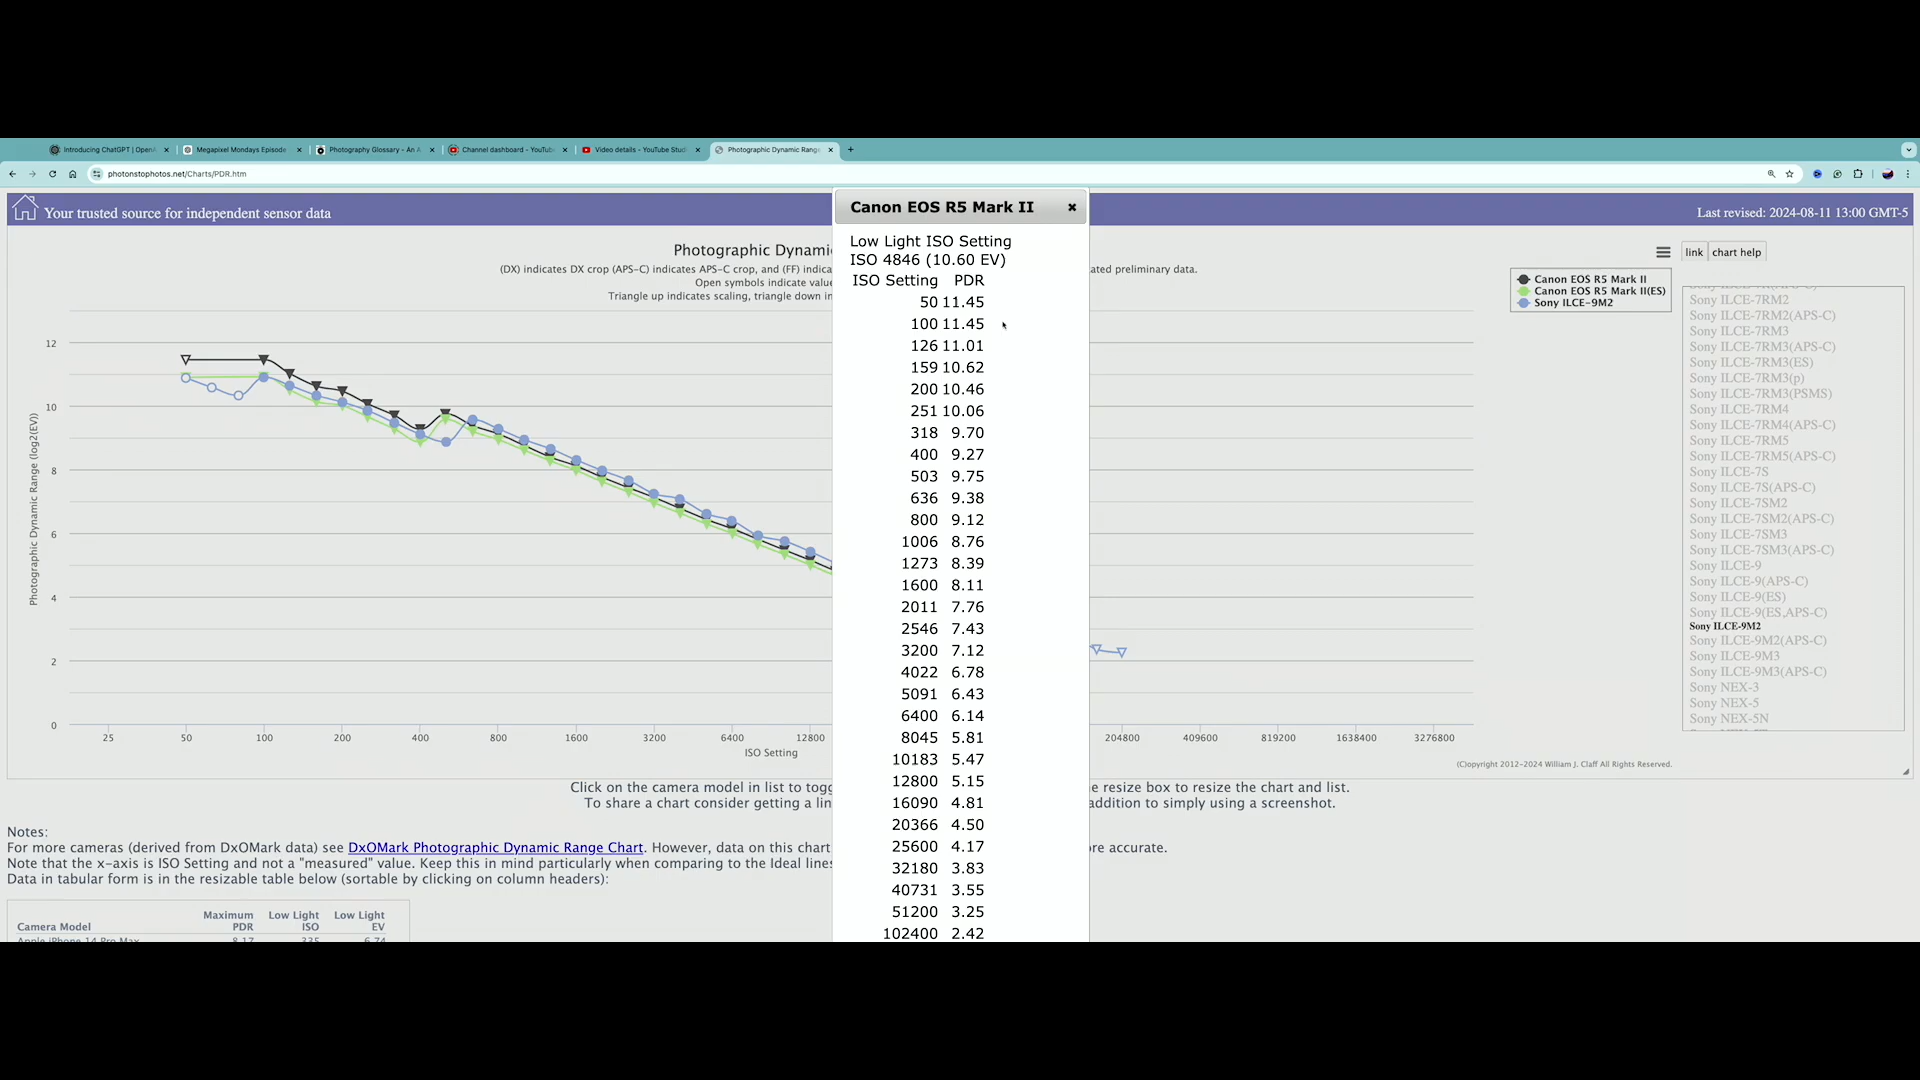 Introducing ChatGPT | OpenA
Megapixel Mondays Episode
Photography Glossary - An A
Channel dashboard - YouTube
Video details - YouTube Stud
Photographic Dynamic Range
photonstophotos.net/Charts/PDR.htm
Your trusted source for independent sensor data
Last revised: 2024-08-11 13:00 GMT-5
Photographic Dynami
(DX) indicates DX crop (APS-C) indicates APS-C crop, and (FF) indica
ated preliminary data.
Open symbols indicate value
Triangle up indicates scaling, triangle down in
link
chart help
Canon EOS R5 Mark II
Canon EOS R5 Mark II(ES)
Sony ILCE-9M2
Photographic Dynamic Range (log2(EV))
12
10
8
6
4
2
0
25 50 100 200 400 800 1600 3200 6400 12800 204800 409600 819200 1638400 3276800
ISO Setting
(C)opyright 2012-2024 William J. Claff All Rights Reserved.
Canon EOS R5 Mark II
Low Light ISO Setting
ISO 4846 (10.60 EV)
ISO Setting PDR
50 11.45
100 11.45
126 11.01
159 10.62
200 10.46
251 10.06
318 9.70
400 9.27
503 9.75
636 9.38
800 9.12
1006 8.76
1273 8.39
1600 8.11
2011 7.76
2546 7.43
3200 7.12
4022 6.78
5091 6.43
6400 6.14
8045 5.81
10183 5.47
12800 5.15
16090 4.81
20366 4.50
25600 4.17
32180 3.83
40731 3.55
51200 3.25
102400 2.42
Sony ILCE-7RM2
Sony ILCE-7RM2(APS-C)
Sony ILCE-7RM3
Sony ILCE-7RM3(APS-C)
Sony ILCE-7RM3(ES)
Sony ILCE-7RM3(p)
Sony ILCE-7RM3(PSMS)
Sony ILCE-7RM4
Sony ILCE-7RM4(APS-C)
Sony ILCE-7RM5
Sony ILCE-7RM5(APS-C)
Sony ILCE-7S
Sony ILCE-7S(APS-C)
Sony ILCE-7SM2
Sony ILCE-7SM2(APS-C)
Sony ILCE-7SM3
Sony ILCE-7SM3(APS-C)
Sony ILCE-9
Sony ILCE-9(APS-C)
Sony ILCE-9(ES)
Sony ILCE-9(ES,APS-C)
Sony ILCE-9M2
Sony ILCE-9M2(APS-C)
Sony ILCE-9M3
Sony ILCE-9M3(APS-C)
Sony NEX-3
Sony NEX-5
Sony NEX-5N
Click on the camera model in list to togg
e resize box to resize the chart and list.
To share a chart consider getting a lin
addition to simply using a screenshot.
Notes:
For more cameras (derived from DxOMark data) see DxOMark Photographic Dynamic Range Chart. However, data on this chart
re accurate.
Note that the x-axis is ISO Setting and not a "measured" value. Keep this in mind particularly when comparing to the Ideal lines
Data in tabular form is in the resizable table below (sortable by clicking on column headers):
Camera Model Maximum PDR Low Light ISO Low Light EV
Apple iPhone 14 Pro Max 8.17 335 6.74